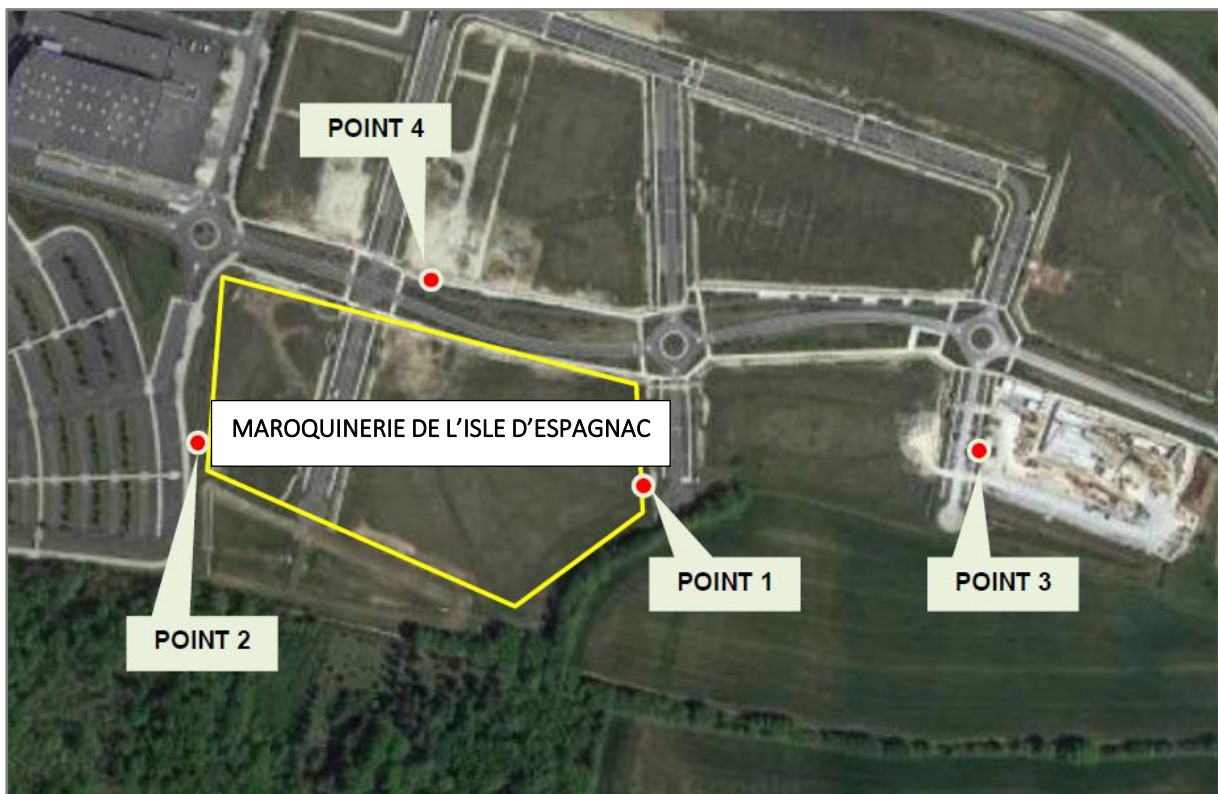 POINT 4
MAROQUINERIE DE L'ISLE D'ESPAGNAC
POINT 1
POINT 3
POINT 2